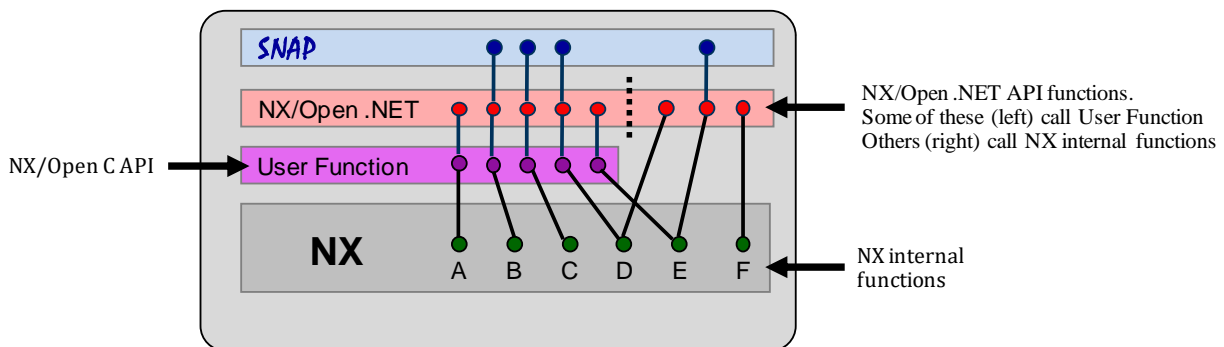 SNAP
NX/Open .NET
NX/Open .NET API functions.
Some of these (left) call User Function
Others (right) call NX internal functions
NX/Open C API
User Function
NX
A B C D E F
NX internal
functions